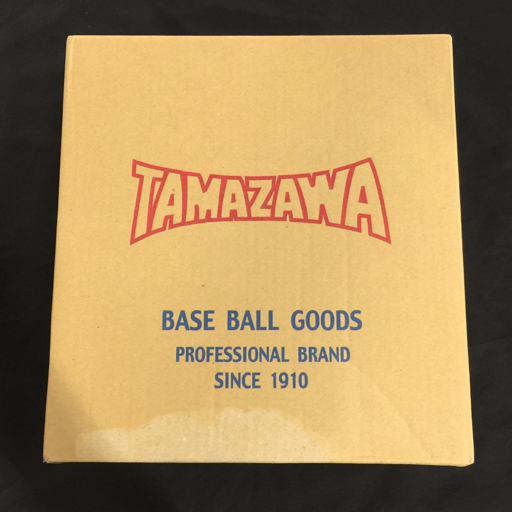 TAMAZAWA
BASE BALL GOODS
PROFESSIONAL BRAND
SINCE 1910